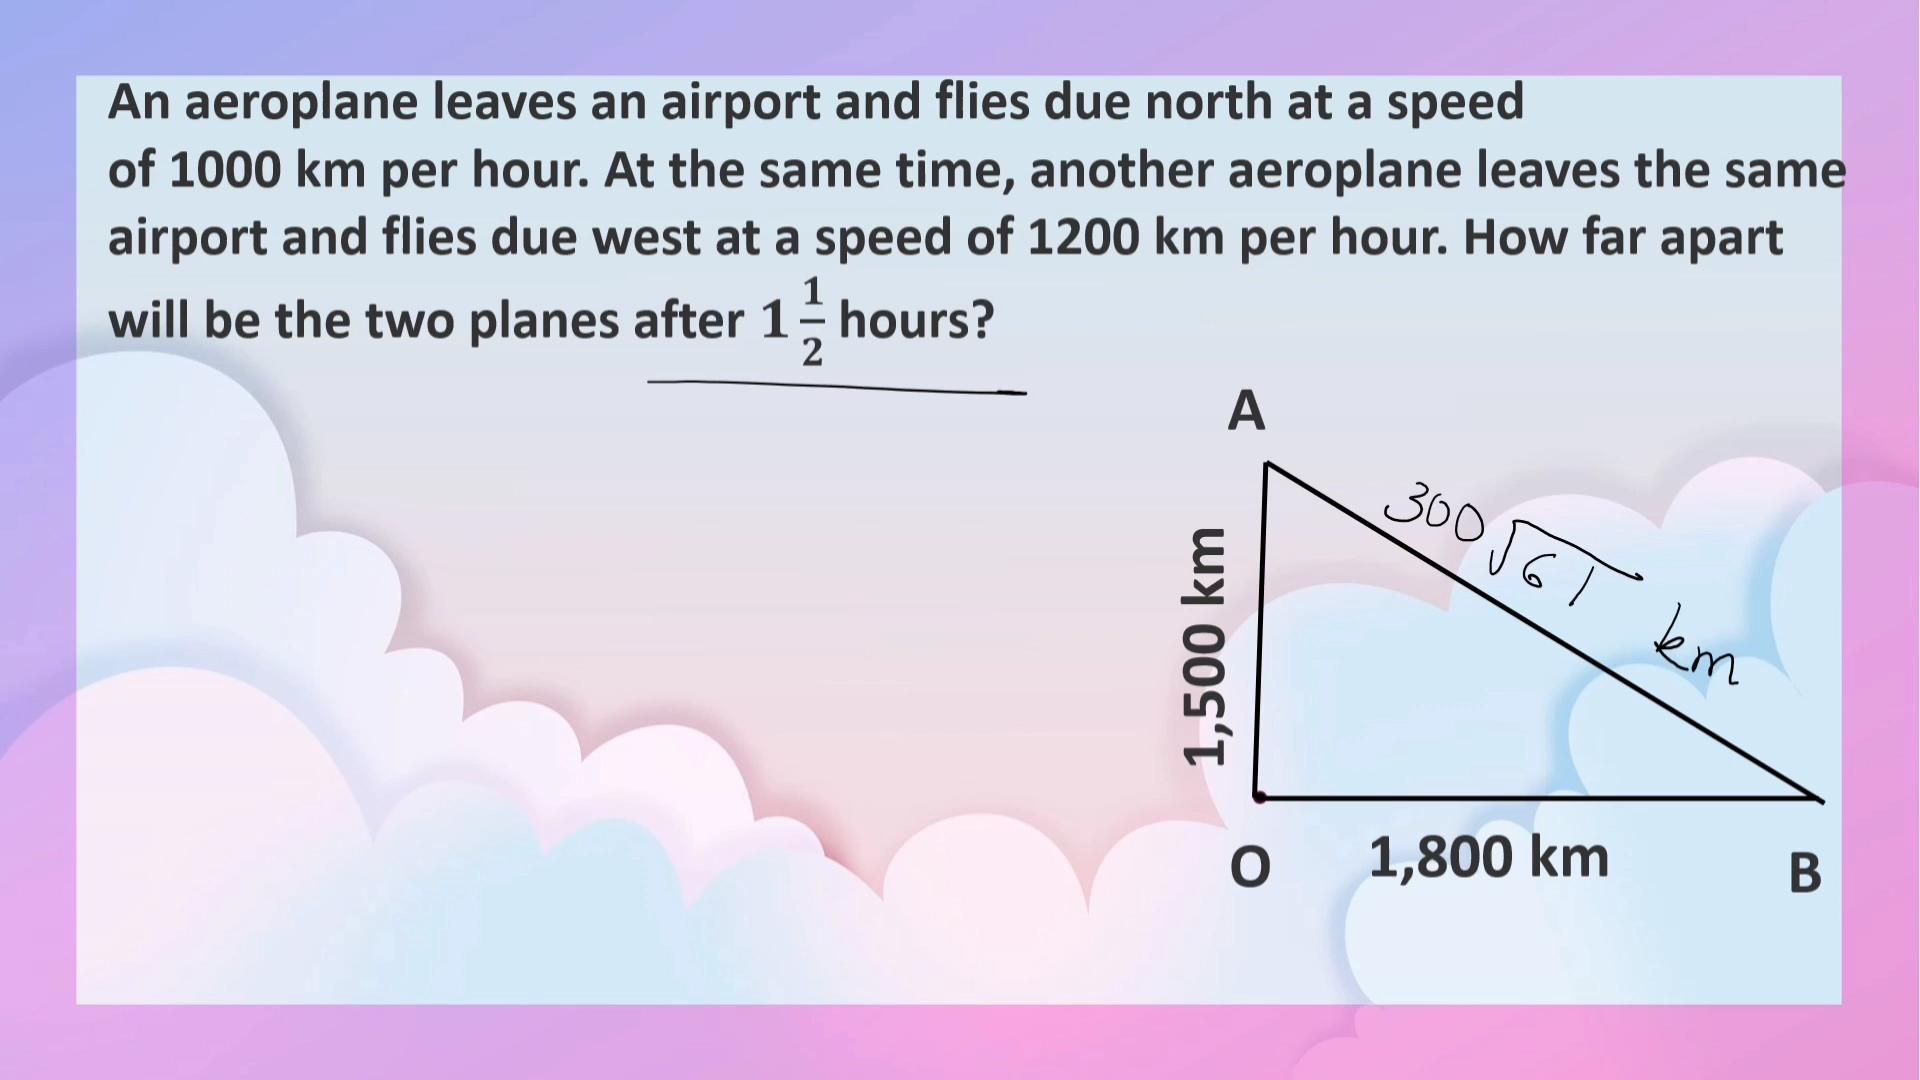 An aeroplane leaves an airport and flies due north at a speed
of 1000 km per hour. At the same time, another aeroplane leaves the same
airport and flies due west at a speed of 1200 km per hour. How far apart
will be the two planes after 1 1/2 hours?
A
300√61 km
1,500 km
O
1,800 km
B